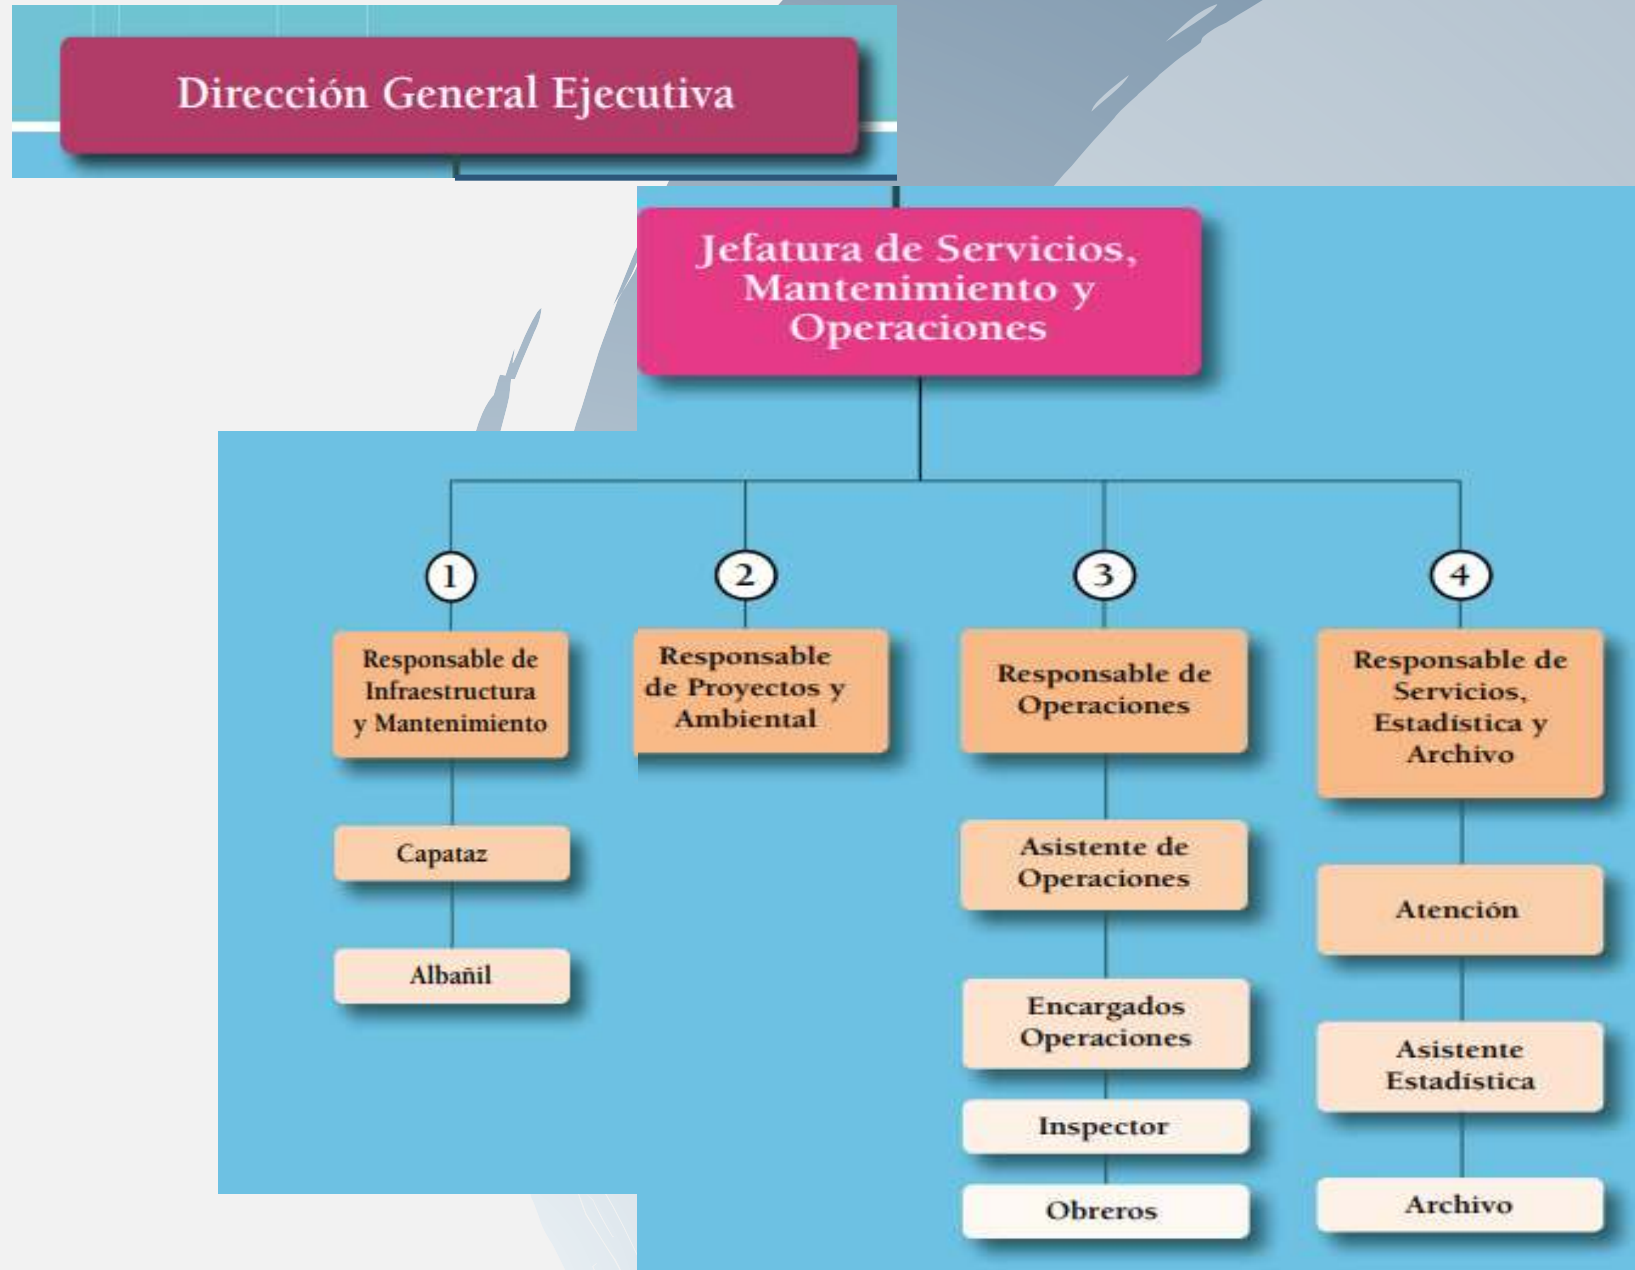 Dirección General Ejecutiva
Jefatura de Servicios,
Mantenimiento y
Operaciones
1
Responsable de
Infraestructura
y Mantenimiento
Capataz
Albañil
2
Responsable
de Proyectos y
Ambiental
3
Responsable de
Operaciones
Asistente de
Operaciones
Encargados
Operaciones
Inspector
Obreros
4
Responsable de
Servicios,
Estadística y
Archivo
Atención
Asistente
Estadística
Archivo